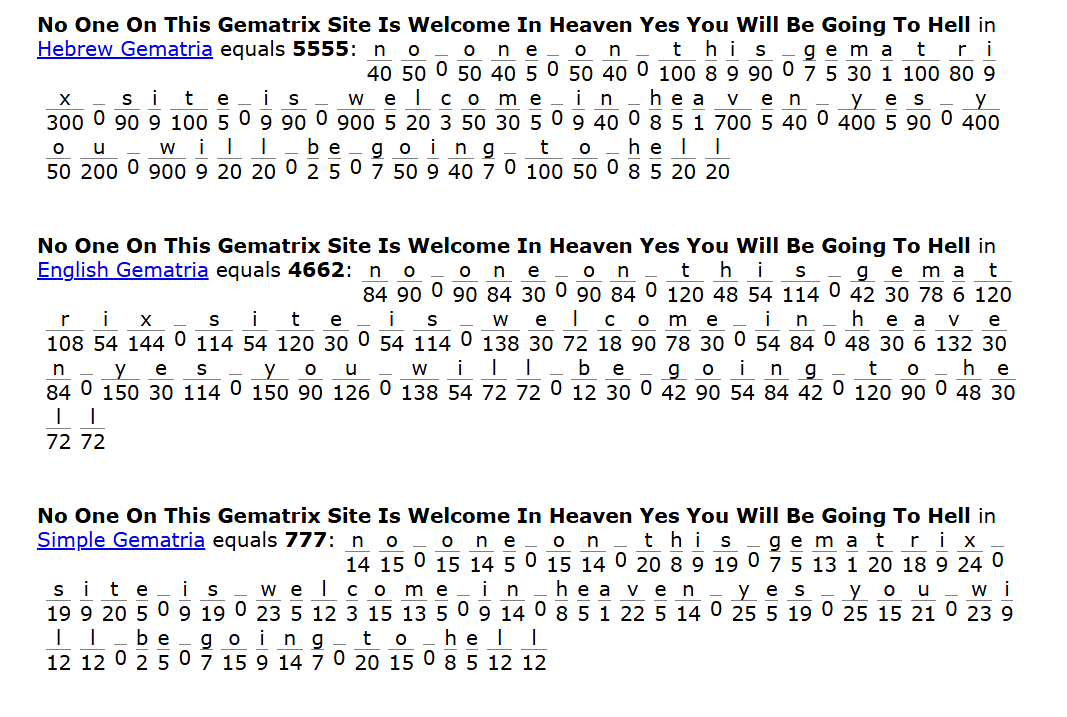 No One On This Gematrix Site Is Welcome In Heaven Yes You Will Be Going To Hell in
Hebrew Gematria equals 5555: n o _ o n e _ o n _ t h i s _ g e m a t r i
40 50 0 50 40 5 0 50 40 0 100 8 9 90 0 7 5 30 1 100 80 9
x _ s i t e _ i s _ w e l c o m e _ i n _ h e a v e n _ y e s _ y
300 0 90 9 100 5 0 9 90 0 900 5 20 3 50 30 5 0 9 40 0 8 5 1 700 5 40 0 400 5 90 0 400
o u _ w i l l _ b e _ g o i n g _ t o _ h e l l
50 200 0 900 9 20 20 0 2 5 0 7 50 9 40 7 0 100 50 0 8 5 20 20
No One On This Gematrix Site Is Welcome In Heaven Yes You Will Be Going To Hell in
English Gematria equals 4662: n o _ o n e _ o n _ t h i s _ g e m a t
84 90 0 90 84 30 0 90 84 0 120 48 54 114 0 42 30 78 6 120
r i x _ s i t e _ i s _ w e l c o m e _ i n _ h e a v e
108 54 144 0 114 54 120 30 0 54 114 0 138 30 72 18 90 78 30 0 54 84 0 48 30 6 132 30
n _ y e s _ y o u _ w i l l _ b e _ g o i n g _ t o _ h e
84 0 150 30 114 0 150 90 126 0 138 54 72 72 0 12 30 0 42 90 54 84 42 0 120 90 0 48 30
l l
72 72
No One On This Gematrix Site Is Welcome In Heaven Yes You Will Be Going To Hell in
Simple Gematria equals 777: n o _ o n e _ o n _ t h i s _ g e m a t r i x _
14 15 0 15 14 5 0 15 14 0 20 8 9 19 0 7 5 13 1 20 18 9 24 0
s i t e _ i s _ w e l c o m e _ i n _ h e a v e n _ y e s _ y o u _ w i
19 9 20 5 0 9 19 0 23 5 12 3 15 13 5 0 9 14 0 8 5 1 22 5 14 0 25 5 19 0 25 15 21 0 23 9
l l _ b e _ g o i n g _ t o _ h e l l
12 12 0 2 5 0 7 15 9 14 7 0 20 15 0 8 5 12 12